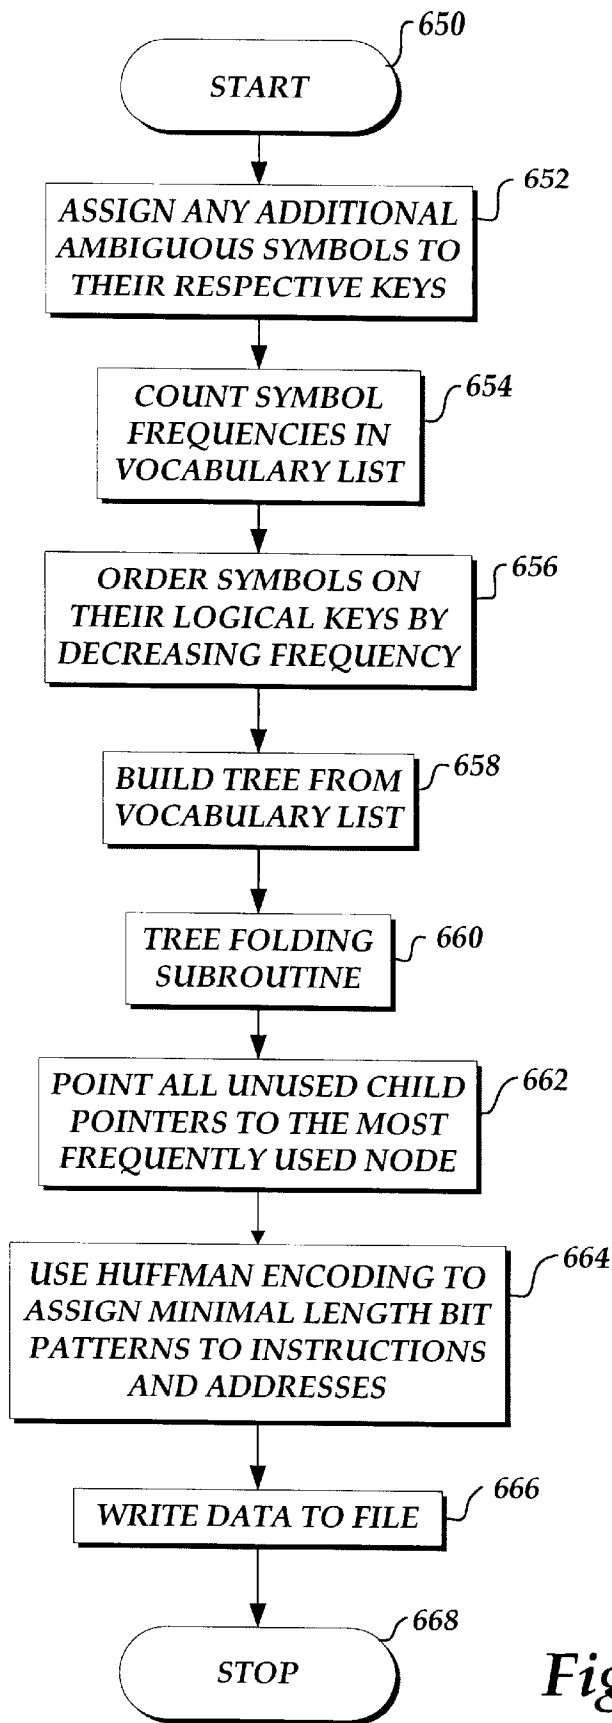 650
START
652
ASSIGN ANY ADDITIONAL
AMBIGUOUS SYMBOLS TO
THEIR RESPECTIVE KEYS
654
COUNT SYMBOL
FREQUENCIES IN
VOCABULARY LIST
656
ORDER SYMBOLS ON
THEIR LOGICAL KEYS BY
DECREASING FREQUENCY
658
BUILD TREE FROM
VOCABULARY LIST
660
TREE FOLDING
SUBROUTINE
662
POINT ALL UNUSED CHILD
POINTERS TO THE MOST
FREQUENTLY USED NODE
664
USE HUFFMAN ENCODING TO
ASSIGN MINIMAL LENGTH BIT
PATTERNS TO INSTRUCTIONS
AND ADDRESSES
666
WRITE DATA TO FILE
668
STOP
Fig